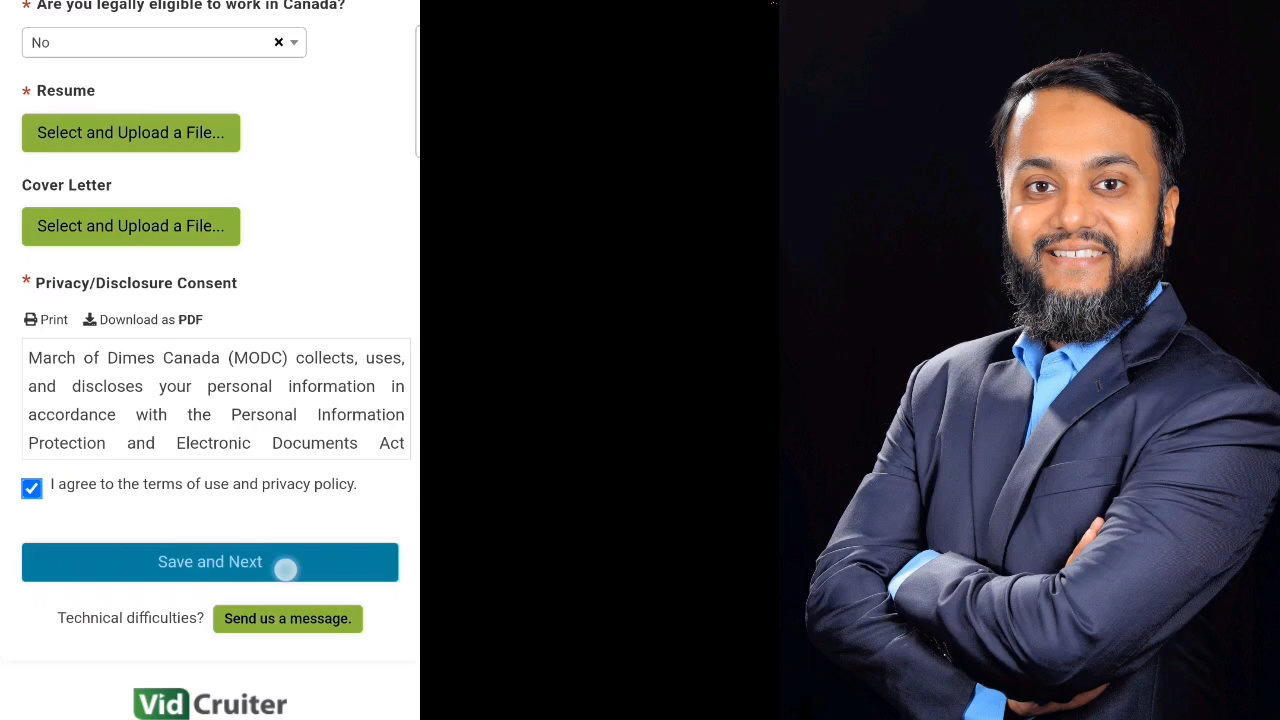 * Are you legally eligible to work in Canada?
No ×
* Resume
Select and Upload a File...
Cover Letter
Select and Upload a File...
* Privacy/Disclosure Consent
Print Download as PDF
March of Dimes Canada (MODC) collects, uses,
and discloses your personal information in
accordance with the Personal Information
Protection and Electronic Documents Act
I agree to the terms of use and privacy policy.
Save and Next
Technical difficulties? Send us a message.
VidCruiter